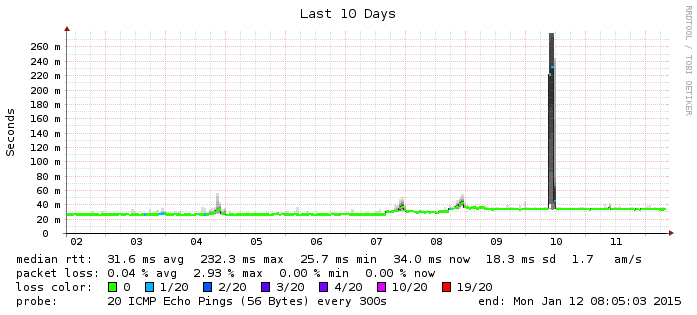 Last 10 Days
RRDTOOL / TOBI OETIKER
Seconds
260 m
240 m
220 m
200 m
180 m
160 m
140 m
120 m
100 m
80 m
60 m
40 m
20 m
0
02 03 04 05 06 07 08 09 10 11
median rtt: 31.6 ms avg 232.3 ms max 25.7 ms min 34.0 ms now 18.3 ms sd 1.7 am/s
packet loss: 0.04 % avg 2.93 % max 0.00 % min 0.00 % now
loss color: 0 1/20 2/20 3/20 4/20 10/20 19/20
probe: 20 ICMP Echo Pings (56 Bytes) every 300s end: Mon Jan 12 08:05:03 2015